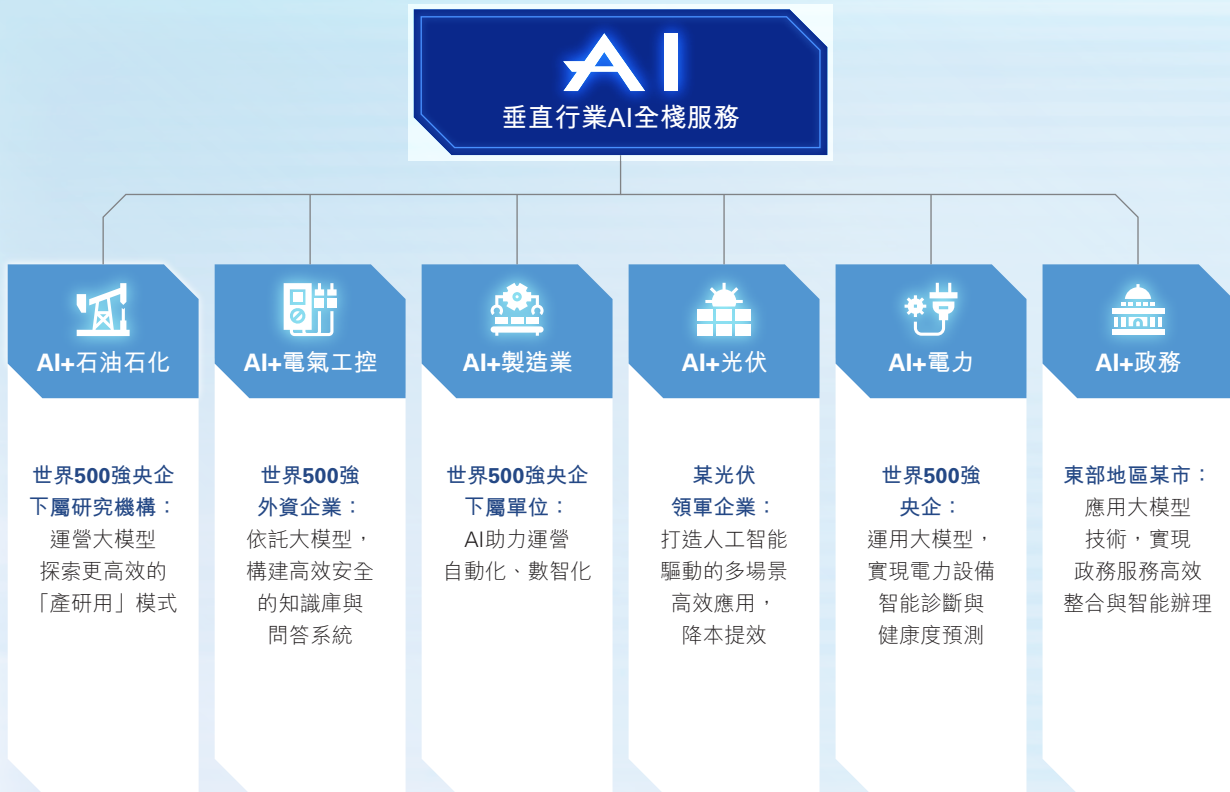 AI
垂直行業AI全棧服務
AI+石油石化
世界500強央企
下屬研究機構：
運營大模型
探索更高效的
「產研用」模式
AI+電氣工控
世界500強
外資企業：
依託大模型，
構建高效安全
的知識庫與
問答系統
AI+製造業
世界500強央企
下屬單位：
AI助力運營
自動化、數智化
AI+光伏
某光伏
領軍企業：
打造人工智能
驅動的多場景
高效應用，
降本提效
AI+電力
世界500強
央企：
運用大模型，
實現電力設備
智能診斷與
健康度預測
AI+政務
東部地區某市：
應用大模型
技術，實現
政務服務高效
整合與智能辦理